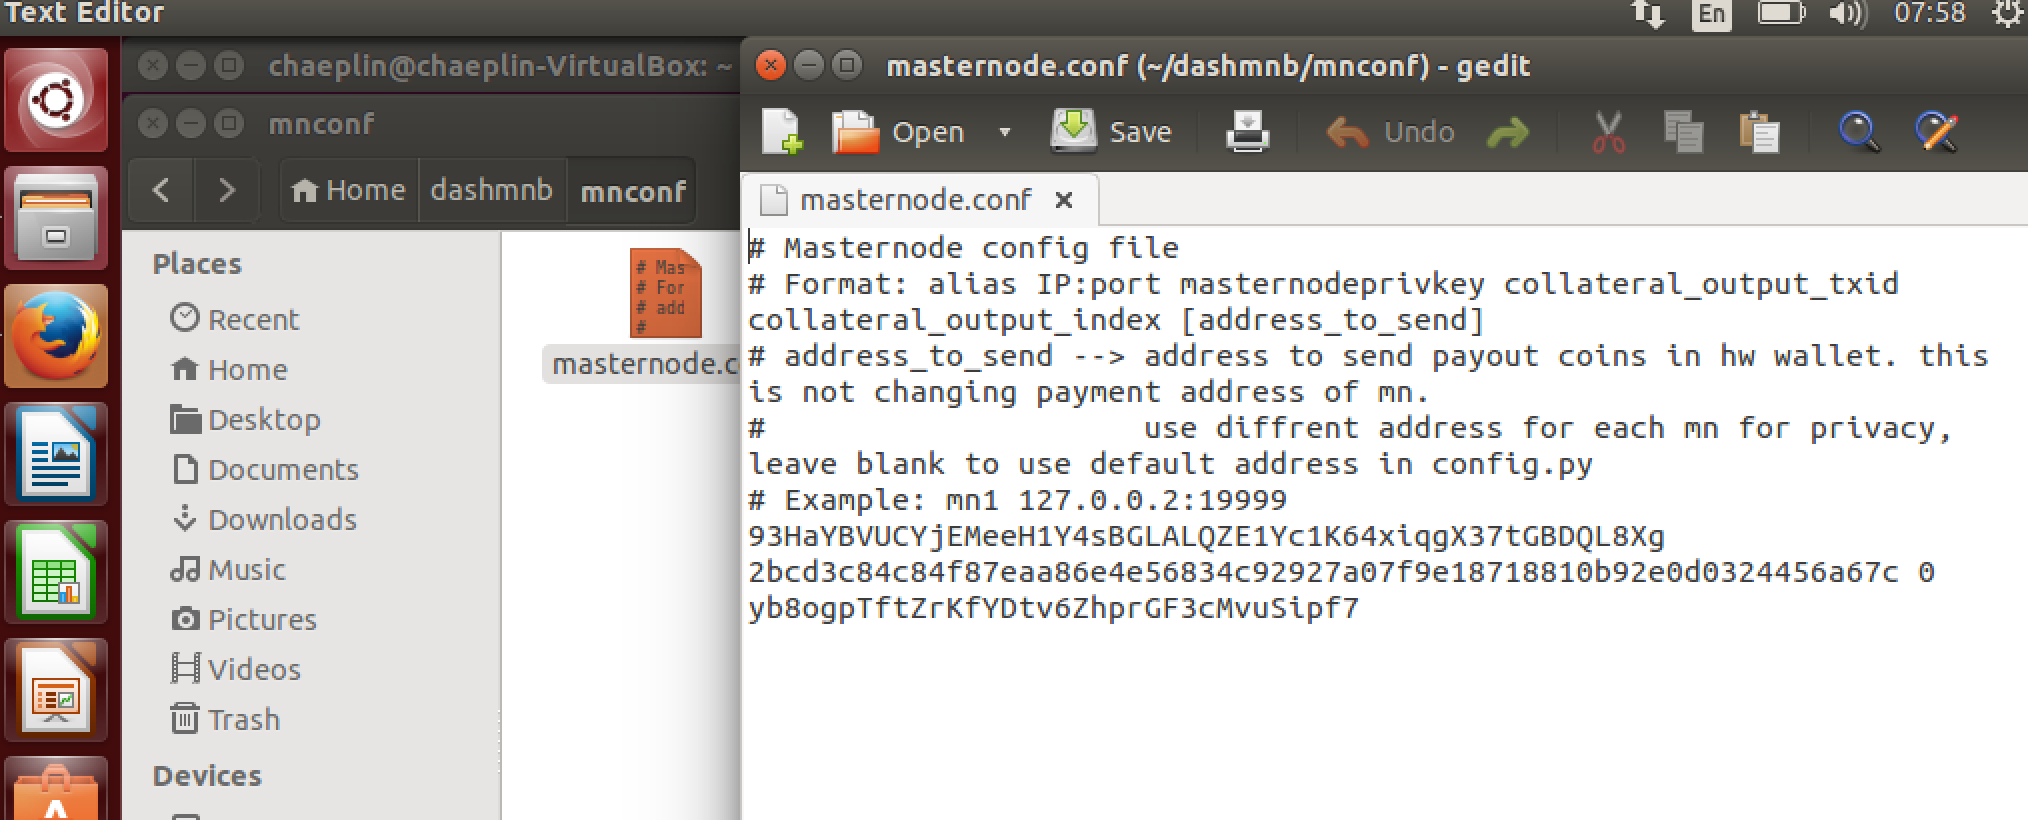 Text Editor
En
07:58
chaeplin@chaeplin-VirtualBox: ~
mnconf
Home
dashmnb
mnconf
Places
Recent
Home
Desktop
Documents
Downloads
Music
Pictures
Videos
Trash
Devices
# Mas
# For
# add
#
masternode.c
masternode.conf (~/dashmnb/mnconf) - gedit
Open
Save
Undo
masternode.conf
# Masternode config file
# Format: alias IP:port masternodeprivkey collateral_output_txid
collateral_output_index [address_to_send]
# address_to_send --> address to send payout coins in hw wallet. this
is not changing payment address of mn.
# use diffrent address for each mn for privacy,
leave blank to use default address in config.py
# Example: mn1 127.0.0.2:19999
93HaYBVUCYjEMeeH1Y4sBGLALQZE1Yc1K64xiqgX37tGBDQL8Xg
2bcd3c84c84f87eaa86e4e56834c92927a07f9e18718810b92e0d0324456a67c 0
yb8ogpTftZrKfYDtv6ZhprGF3cMvuSipf7